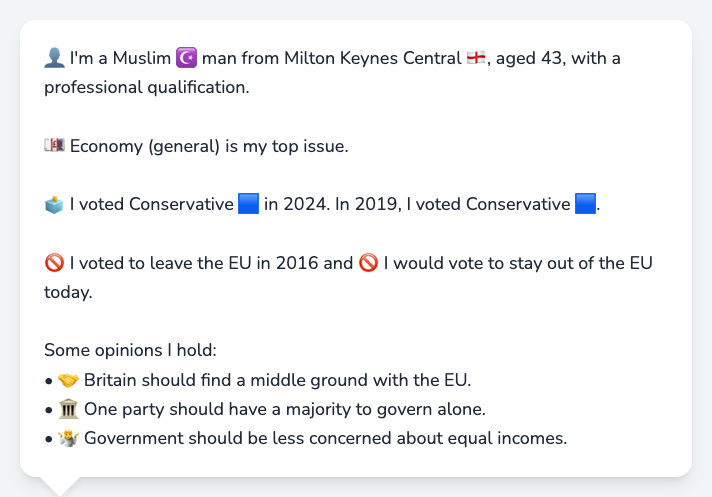 👤 I'm a Muslim ☪️ man from Milton Keynes Central 🏴󠁧󠁢󠁥󠁮󠁧󠁿, aged 43, with a
professional qualification.
💷 Economy (general) is my top issue.
🗳️ I voted Conservative 🟦 in 2024. In 2019, I voted Conservative 🟦.
🚫 I voted to leave the EU in 2016 and 🚫 I would vote to stay out of the EU
today.
Some opinions I hold:
• 🤝 Britain should find a middle ground with the EU.
• 🏛️ One party should have a majority to govern alone.
• 🤷 Government should be less concerned about equal incomes.